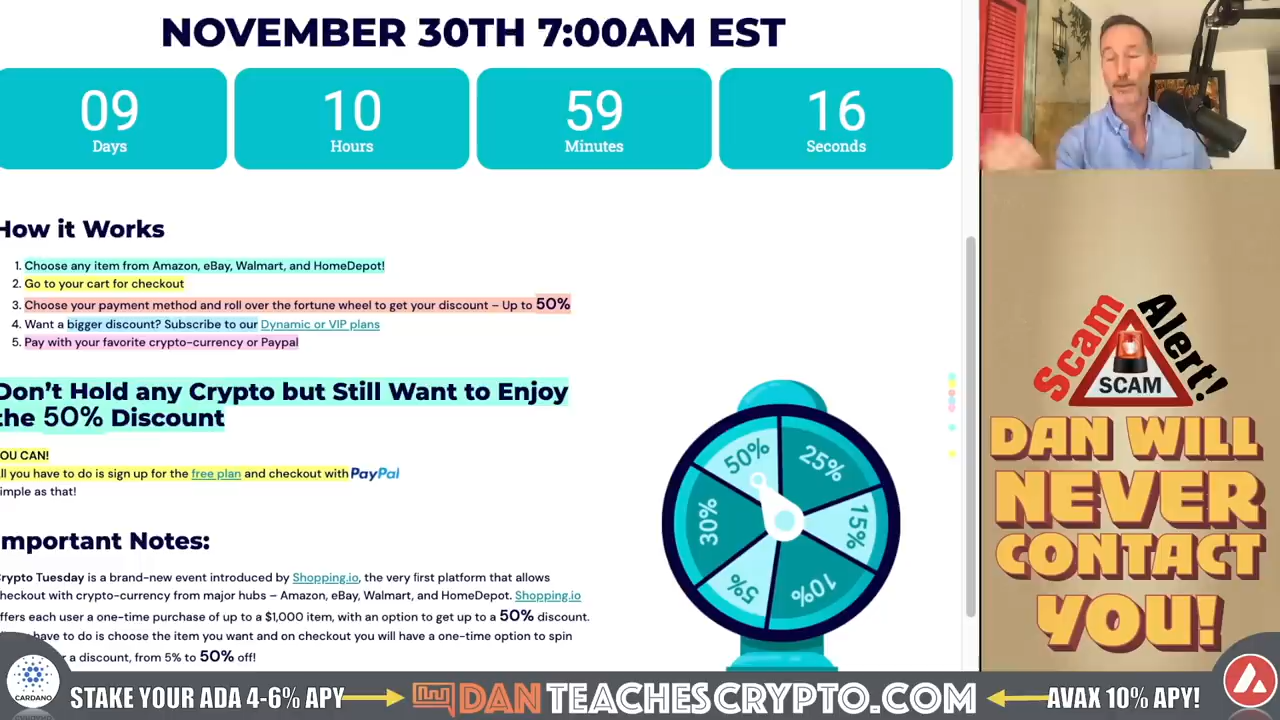 NOVEMBER 30TH 7:00AM EST
09
Days
10
Hours
59
Minutes
16
Seconds
How it Works
1. Choose any item from Amazon, eBay, Walmart, and HomeDepot!
2. Go to your cart for checkout
3. Choose your payment method and roll over the fortune wheel to get your discount – Up to 50%
4. Want a bigger discount? Subscribe to our Dynamic or VIP plans
5. Pay with your favorite crypto-currency or Paypal
Don't Hold any Crypto but Still Want to Enjoy
the 50% Discount
OU CAN!
ll you have to do is sign up for the free plan and checkout with PayPal
imple as that!
mportant Notes:
rypto Tuesday is a brand-new event introduced by Shopping.io, the very first platform that allows
heckout with crypto-currency from major hubs – Amazon, eBay, Walmart, and HomeDepot. Shopping.io
ffers each user a one-time purchase of up to $1,000 item, with an option to get up to a 50% discount.
have to do is choose the item you want and on checkout you will have a one-time option to spin
a discount, from 5% to 50% off!
50%
25%
15%
10%
5%
30%
Scam Alert!
SCAM
DAN WILL
NEVER
CONTACT
YOU!
CARDANO
STAKE YOUR ADA 4-6% APY
DANTEACHESCRYPTO.COM
AVAX 10% APY!